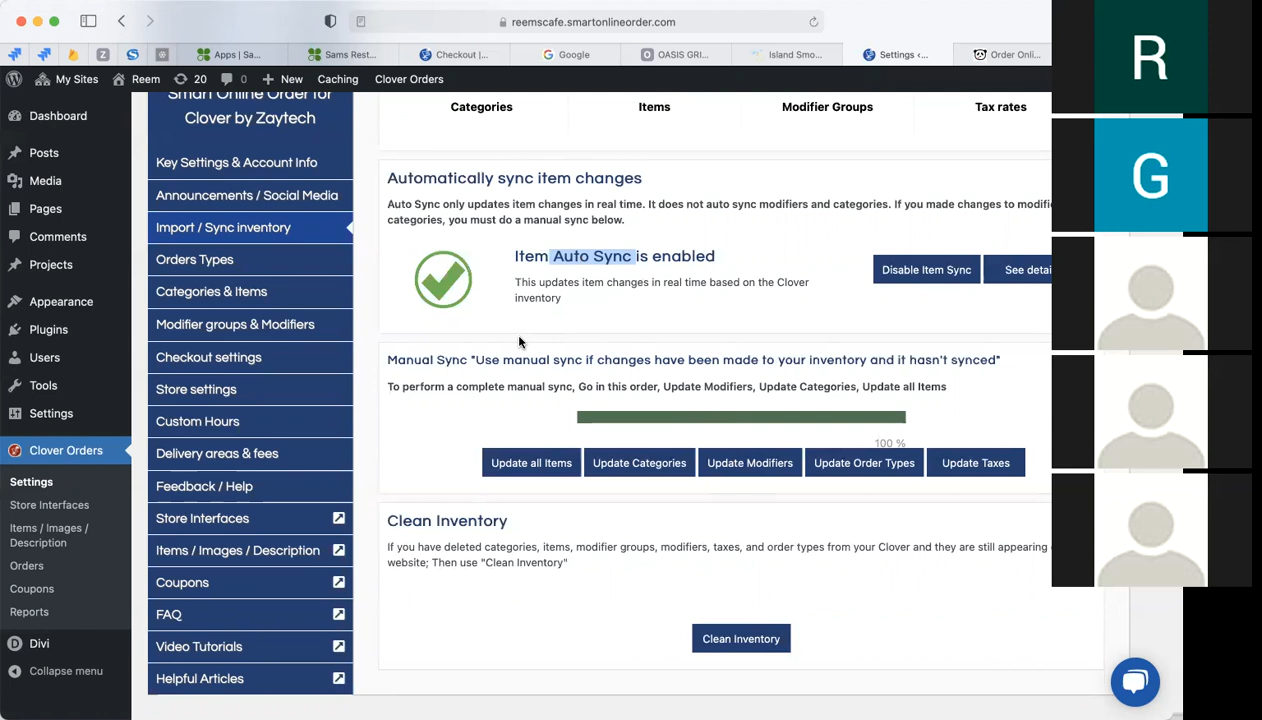 reemscafe.smartonlineorder.com
Apps | Sa...
Sams Rest...
Checkout |...
Google
OASIS GRI...
Island Smo...
Settings ‹...
Order Onli...
My Sites
Reem
20
0
New
Caching
Clover Orders
Dashboard
Posts
Media
Pages
Comments
Projects
Appearance
Plugins
Users
Tools
Settings
Clover Orders
Settings
Store Interfaces
Items / Images /
Description
Orders
Coupons
Reports
Divi
Collapse menu
Smart Online Order for
Clover by Zaytech
Key Settings & Account Info
Announcements / Social Media
Import / Sync inventory
Orders Types
Categories & Items
Modifier groups & Modifiers
Checkout settings
Store settings
Custom Hours
Delivery areas & fees
Feedback / Help
Store Interfaces
Items / Images / Description
Coupons
FAQ
Video Tutorials
Helpful Articles
Categories
Items
Modifier Groups
Tax rates
Automatically sync item changes
Auto Sync only updates item changes in real time. It does not auto sync modifiers and categories. If you made changes to modifi
categories, you must do a manual sync below.
Item Auto Sync is enabled
This updates item changes in real time based on the Clover
inventory
Disable Item Sync
See detai
Manual Sync "Use manual sync if changes have been made to your inventory and it hasn't synced"
To perform a complete manual sync, Go in this order, Update Modifiers, Update Categories, Update all Items
100 %
Update all Items
Update Categories
Update Modifiers
Update Order Types
Update Taxes
Clean Inventory
If you have deleted categories, items, modifier groups, modifiers, taxes, and order types from your Clover and they are still appearing
website; Then use "Clean Inventory"
Clean Inventory
R
G